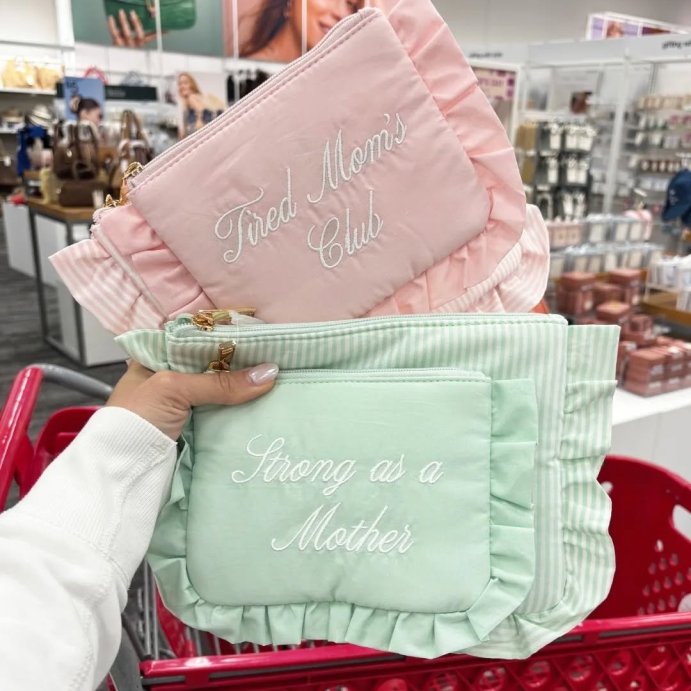 Tired Mom's
Club
Strong as a
Mother